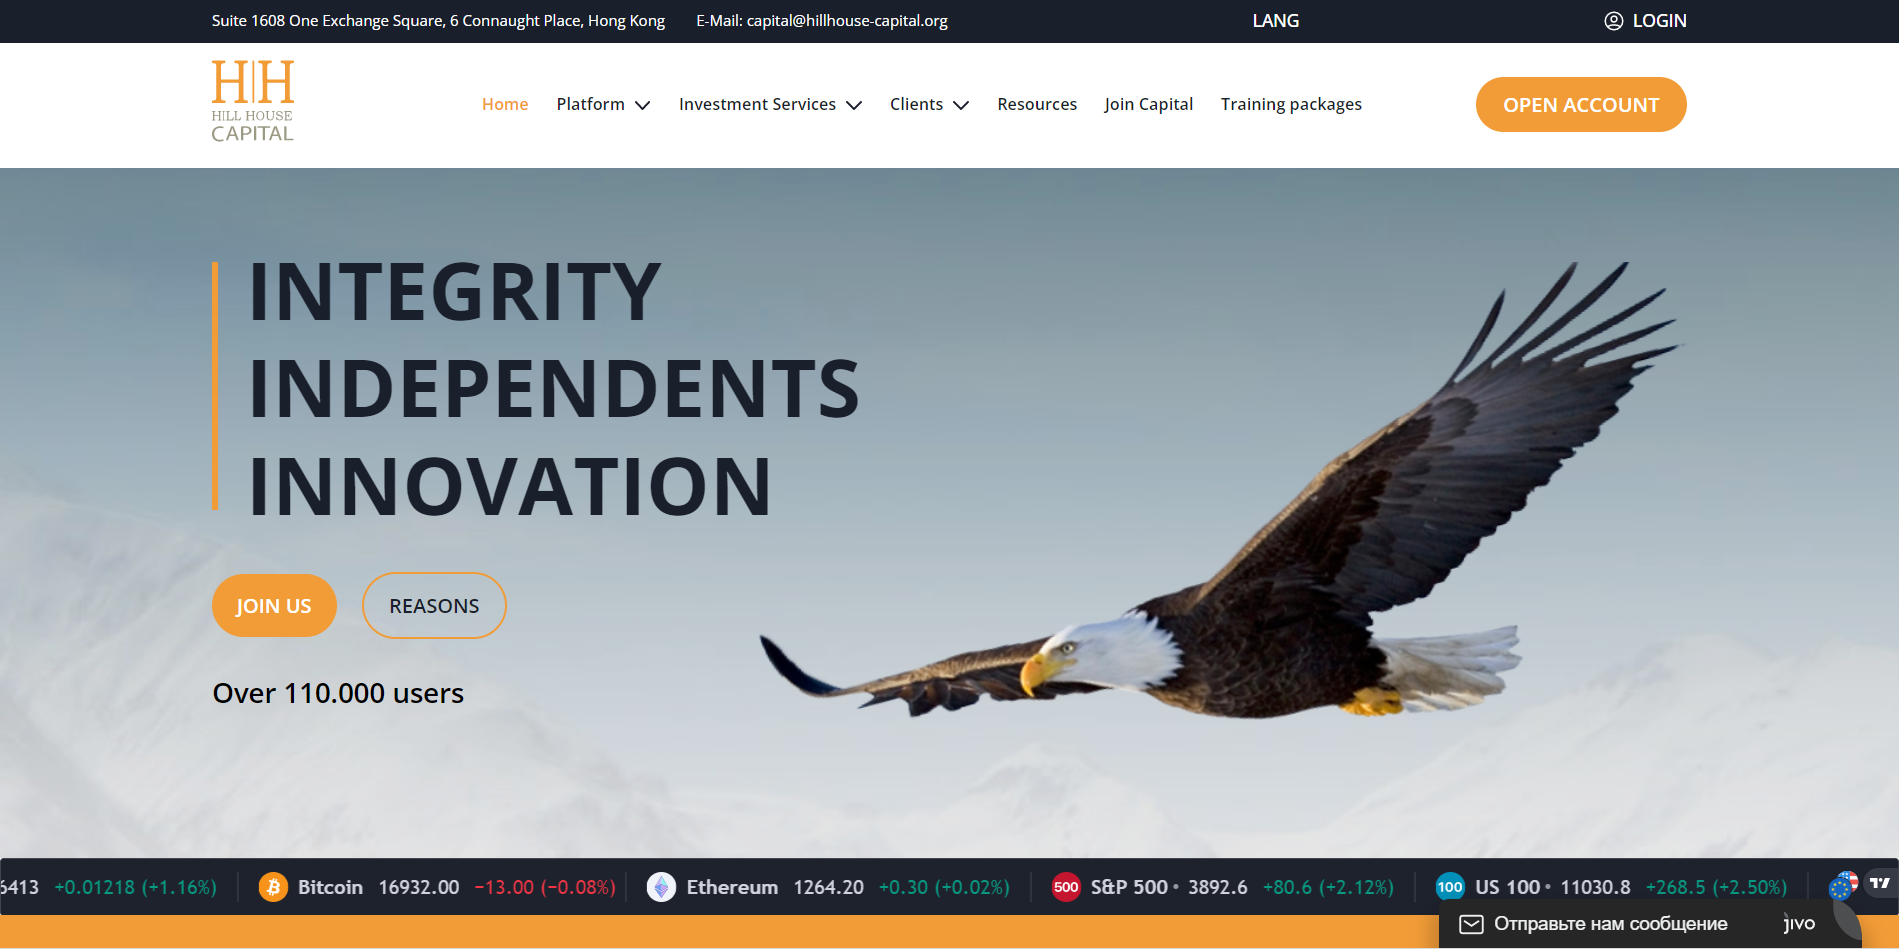 Suite 1608 One Exchange Square, 6 Connaught Place, Hong Kong E-Mail: capital@hillhouse-capital.org LANG LOGIN
H|H
HILL HOUSE
CAPITAL
Home Platform Investment Services Clients Resources Join Capital Training packages OPEN ACCOUNT
INTEGRITY
INDEPENDENTS
INNOVATION
JOIN US REASONS
Over 110.000 users
6413 +0.01218 (+1.16%) Bitcoin 16932.00 −13.00 (−0.08%) Ethereum 1264.20 +0.30 (+0.02%) 500 S&P 500 • 3892.6 +80.6 (+2.12%) 100 US 100 • 11030.8 +268.5 (+2.50%)
Отправьте нам сообщение jivo